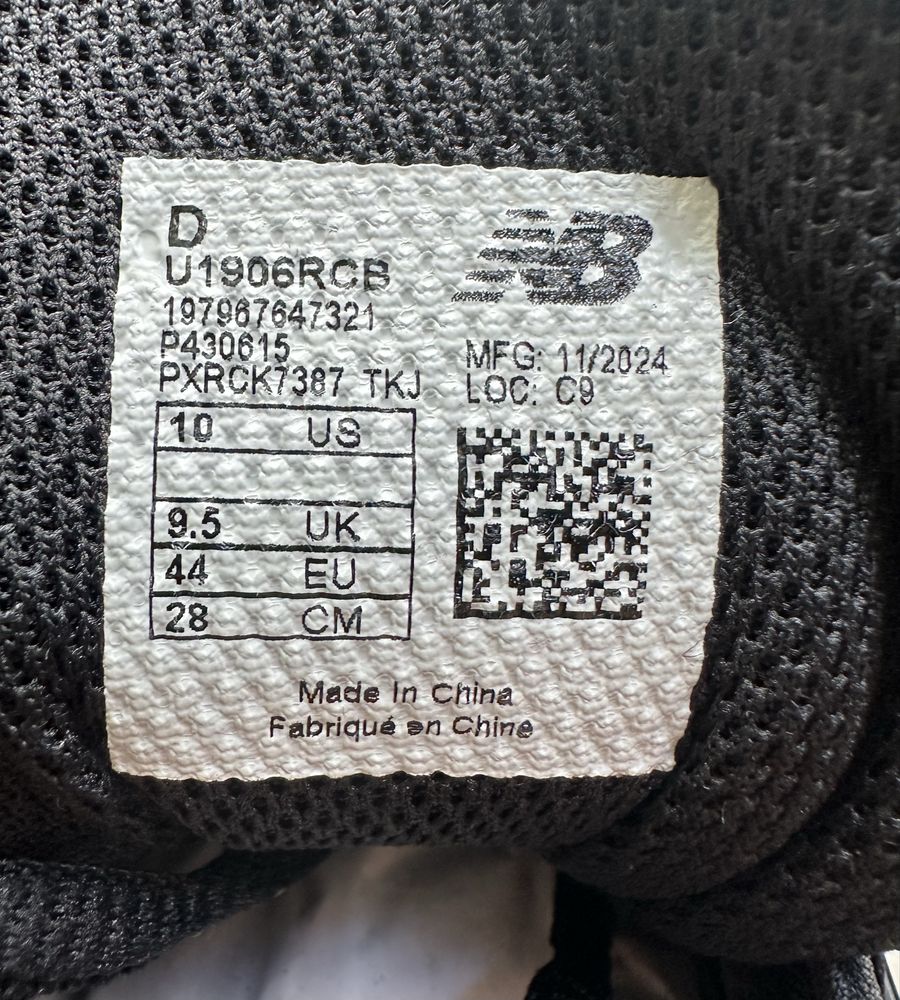 D
NB
U1906RCB
197967647321
P430615
PXRCK7387 TKJ
MFG: 11/2024
LOC: C9
10 US
9.5 UK
44 EU
28 CM
Made In China
Fabriqué en Chine